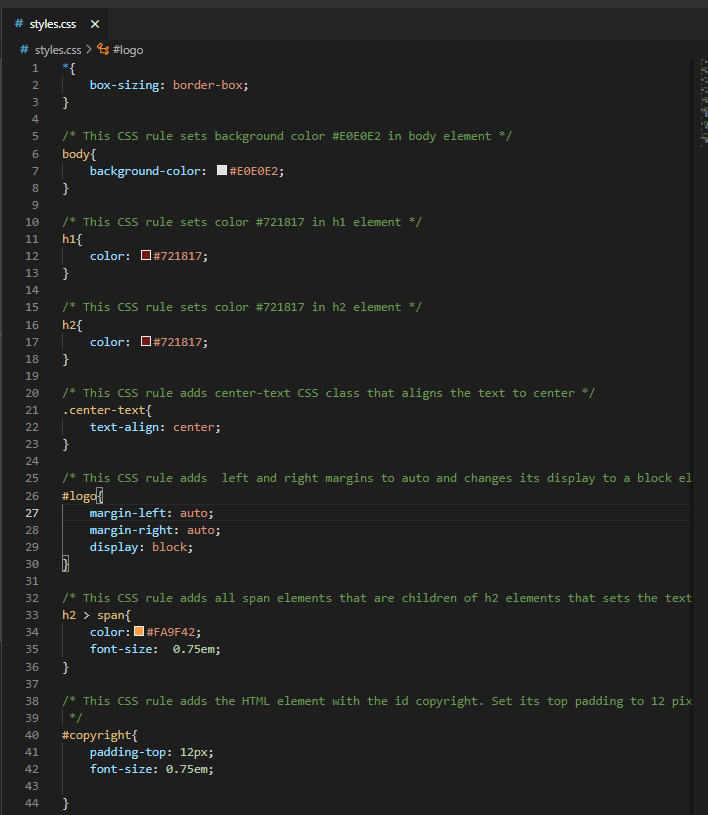 # styles.css ×
# styles.css > #logo
1 *{
2     box-sizing: border-box;
3 }
4
5 /* This CSS rule sets background color #E0E0E2 in body element */
6 body{
7     background-color: #E0E0E2;
8 }
9
10 /* This CSS rule sets color #721817 in h1 element */
11 h1{
12     color: #721817;
13 }
14
15 /* This CSS rule sets color #721817 in h2 element */
16 h2{
17     color: #721817;
18 }
19
20 /* This CSS rule adds center-text CSS class that aligns the text to center */
21 .center-text{
22     text-align: center;
23 }
24
25 /* This CSS rule adds  left and right margins to auto and changes its display to a block el
26 #logo{
27     margin-left: auto;
28     margin-right: auto;
29     display: block;
30 }
31
32 /* This CSS rule adds all span elements that are children of h2 elements that sets the text
33 h2 > span{
34     color: #FA9F42;
35     font-size:  0.75em;
36 }
37
38 /* This CSS rule adds the HTML element with the id copyright. Set its top padding to 12 pix
39  */
40 #copyright{
41     padding-top: 12px;
42     font-size: 0.75em;
43
44 }